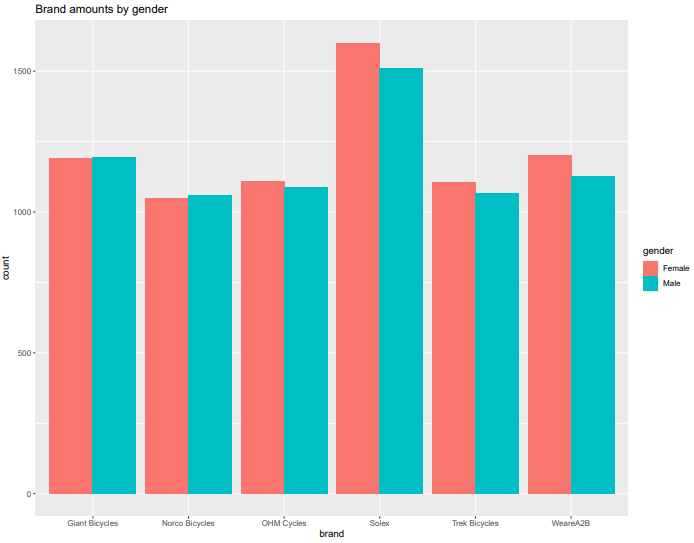 Brand amounts by gender
1500
1000
500
0
count
Giant Bicycles Norco Bicycles OHM Cycles Solex Trek Bicycles WeareA2B
brand
gender
Female
Male